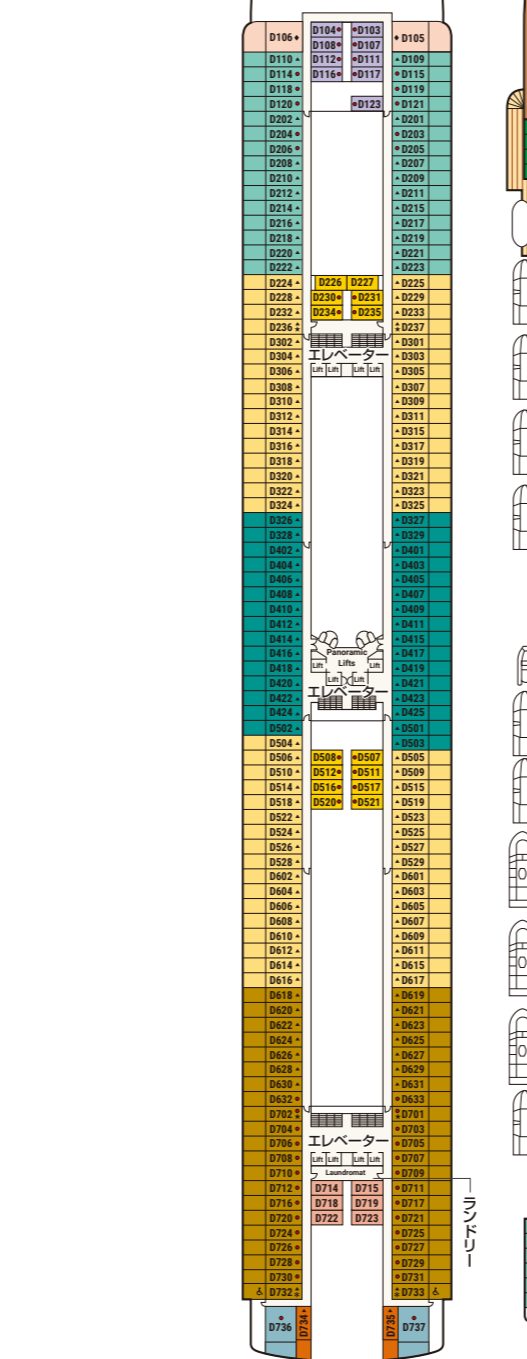 D106 D104 D103 D105
D108 D107
D110 D112 D111 D109
D114 D116 D117 D115
D118 D119
D120 D123 D121
D202 D201
D204 D203
D206 D205
D208 D207
D210 D209
D212 D211
D214 D215
D216 D217
D218 D219
D220 D221
D222 D223
D224 D226 D227 D225
D228 D230 D231 D229
D232 D234 D235 D233
D236 D237
D302 D301
D304 エレベーター D303
D306 Lift Lift Lift Lift D305
D308 D307
D310 D309
D312 D311
D314 D315
D316 D317
D318 D319
D320 D321
D322 D323
D324 D325
D326 D327
D328 D329
D402 D401
D404 D403
D406 D405
D408 D407
D410 D409
D412 D411
D414 D415
D416 Panoramic D417
D418 Lift Lifts Lift D419
D420 Lift Lift D421
D422 エレベーター D423
D424 D425
D502 D501
D504 D503
D506 D508 D507 D505
D510 D512 D511 D509
D514 D516 D517 D515
D518 D520 D521 D519
D522 D523
D524 D525
D526 D527
D528 D529
D602 D601
D604 D603
D606 D605
D608 D607
D610 D609
D612 D611
D614 D615
D616 D617
D618 D619
D620 D621
D622 D623
D624 D625
D626 D627
D628 D629
D630 D631
D632 D633
D702 D701
D704 D703
D706 エレベーター D705
D708 Lift Lift Lift Lift D707
D710 Laundromat D709
D712 D714 D715 D711
D716 D718 D719 D717
D720 D722 D723 D721
D724 D725
D726 D727
D728 D729
D730 D731
D732 D733
D736 D734 D735 D737
ランドリー